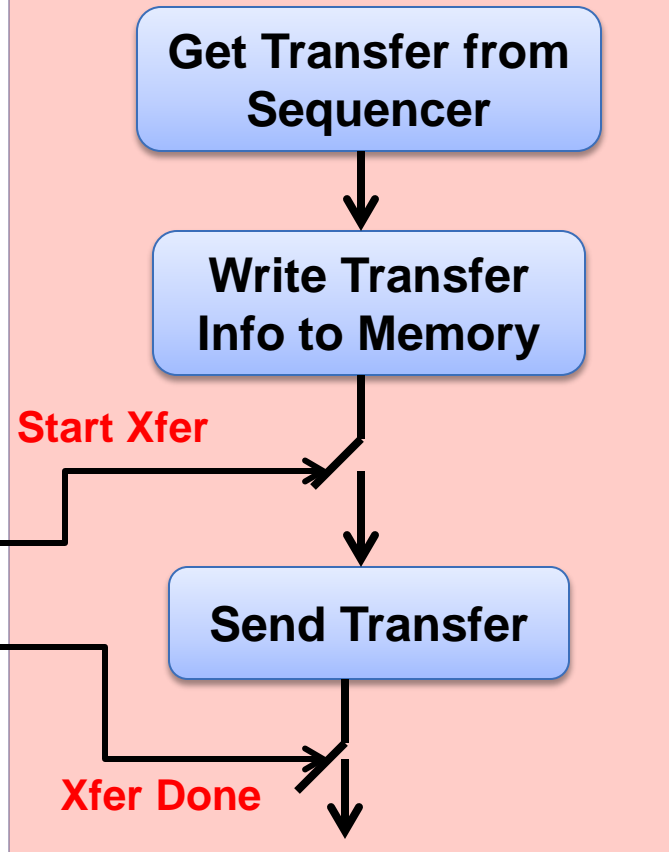 Get Transfer from
Sequencer
Write Transfer
Info to Memory
Start Xfer
Send Transfer
Xfer Done